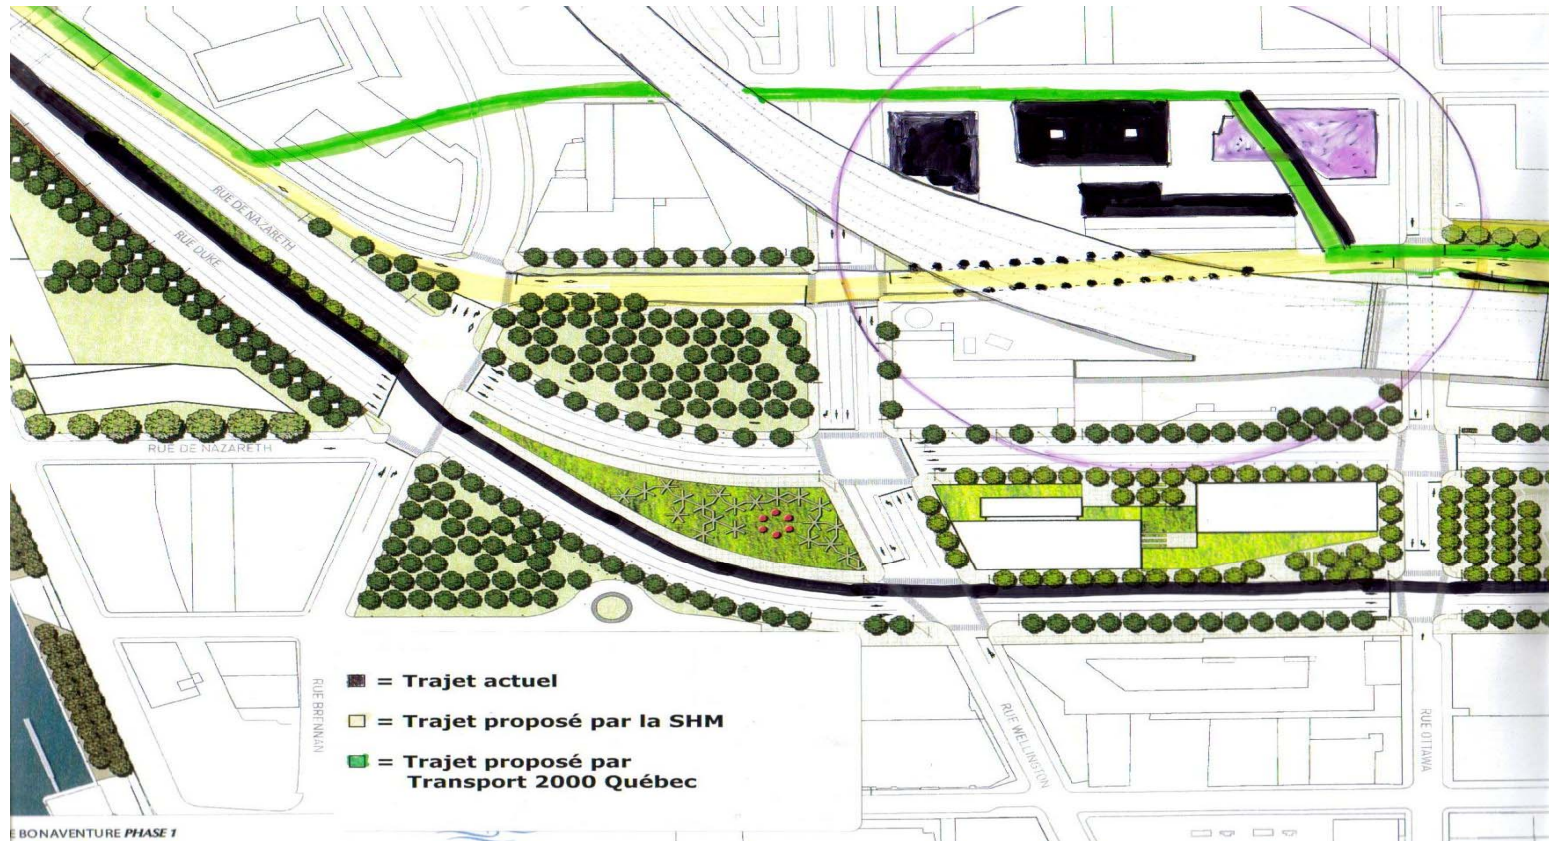 RUE DE NAZARETH
RUE DUKE
RUE DE NAZARETH
= Trajet actuel
= Trajet proposé par la SHM
= Trajet proposé par
Transport 2000 Québec
RUE BRENNAN
RUE WELLINGTON
RUE OTTAWA
E BONAVENTURE PHASE 1